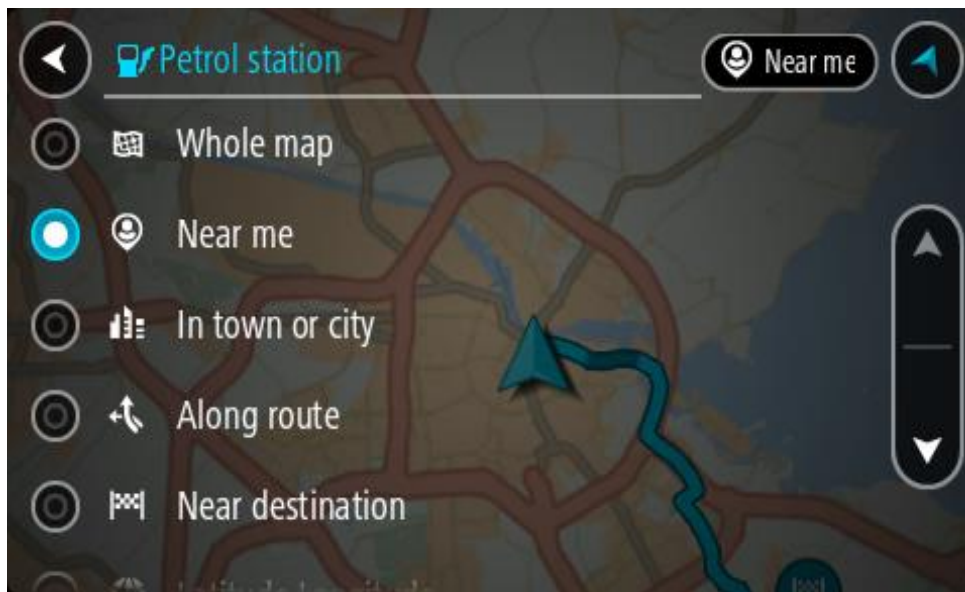 Petrol station
Near me
Whole map
Near me
In town or city
Along route
Near destination